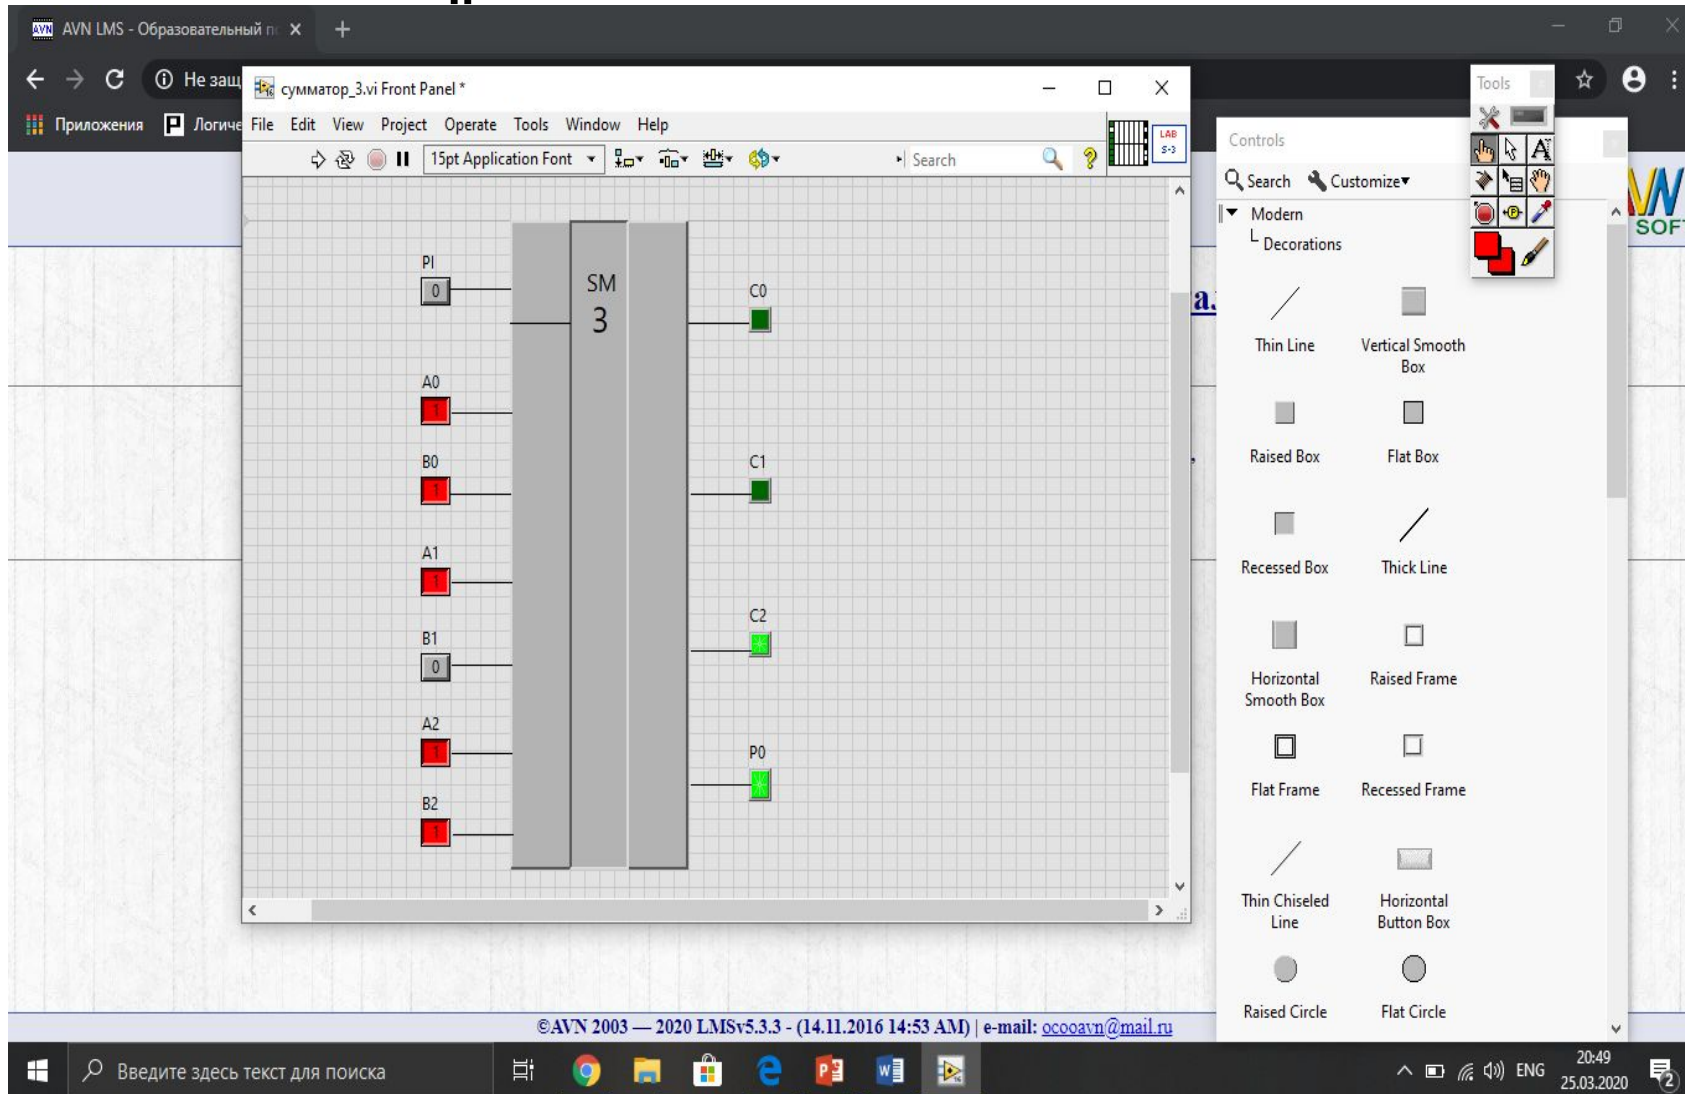 AVN AVN LMS - Образовательный п
Не защ
Приложения Логиче
сумматор_3.vi Front Panel *
File Edit View Project Operate Tools Window Help
15pt Application Font
Search
LAB
S-3
PI
0
SM
3
C0
A0
1
B0
1
C1
A1
1
C2
B1
0
A2
1
P0
B2
1
Tools
Controls
Search Customize
Modern
Decorations
Thin Line Vertical Smooth
Box
Raised Box Flat Box
Recessed Box Thick Line
Horizontal Raised Frame
Smooth Box
Flat Frame Recessed Frame
Thin Chiseled Horizontal
Line Button Box
Raised Circle Flat Circle
SOF
©AVN 2003 — 2020 LMSv5.3.3 - (14.11.2016 14:53 AM) | e-mail: ocooavn@mail.ru
Введите здесь текст для поиска
ENG
20:49
25.03.2020
2